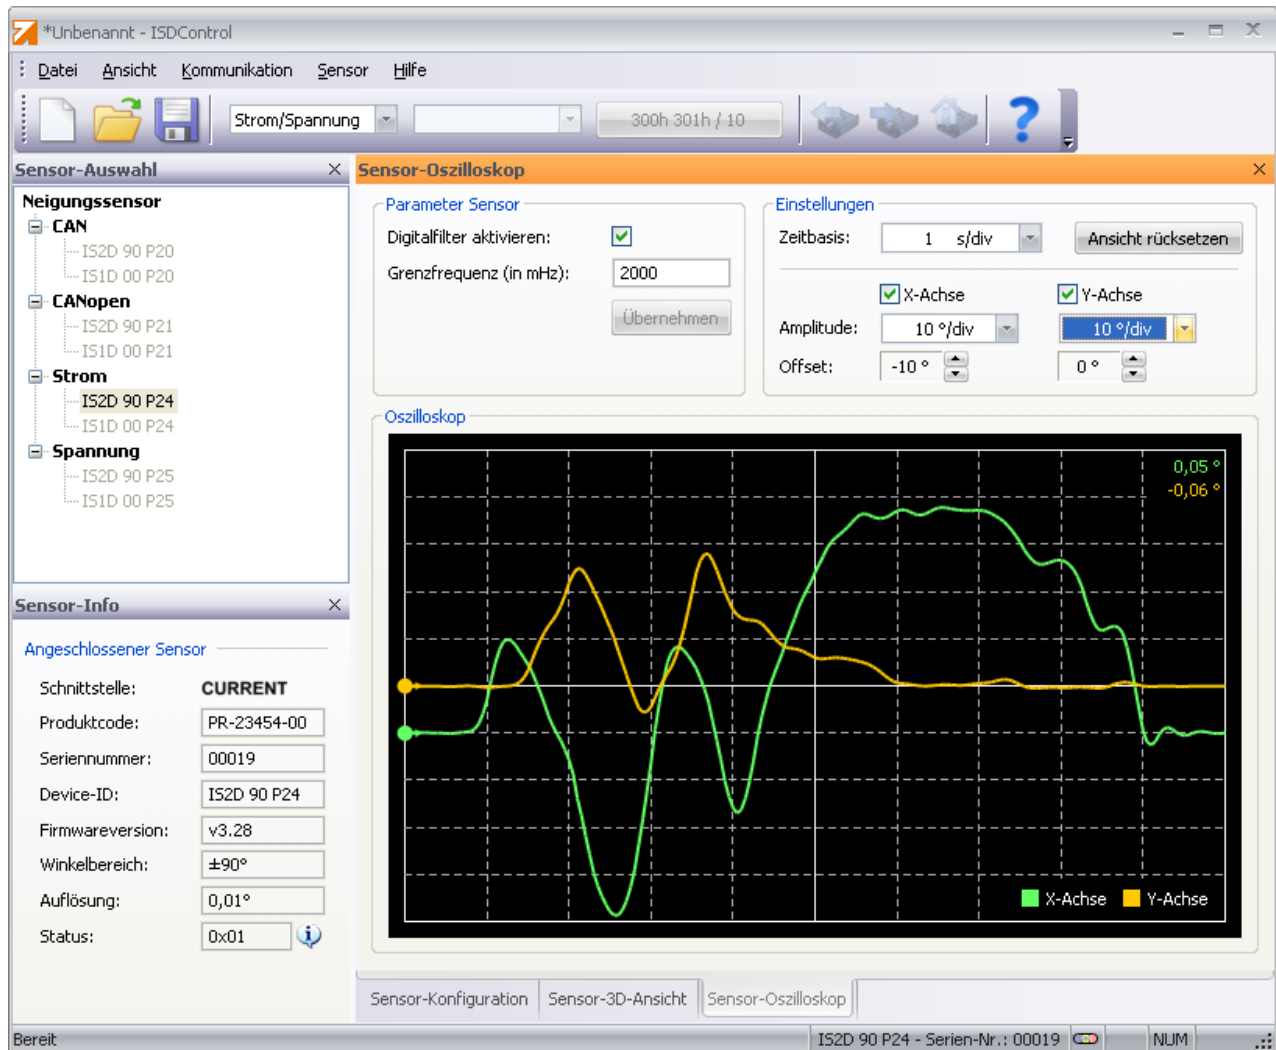 *Unbenannt - ISDControl
Datei Ansicht Kommunikation Sensor Hilfe
Strom/Spannung 300h 301h / 10
Sensor-Auswahl
Neigungssensor
CAN
IS2D 90 P20
IS1D 00 P20
CANopen
IS2D 90 P21
IS1D 00 P21
Strom
IS2D 90 P24
IS1D 00 P24
Spannung
IS2D 90 P25
IS1D 00 P25
Sensor-Info
Angeschlossener Sensor
Schnittstelle: CURRENT
Produktcode: PR-23454-00
Seriennummer: 00019
Device-ID: IS2D 90 P24
Firmwareversion: v3.28
Winkelbereich: ±90°
Auflösung: 0,01°
Status: 0x01
Sensor-Oszilloskop
Parameter Sensor
Digitalfilter aktivieren:
Grenzfrequenz (in mHz): 2000
Übernehmen
Einstellungen
Zeitbasis: 1 s/div Ansicht rücksetzen
X-Achse Y-Achse
Amplitude: 10 °/div 10 °/div
Offset: -10 ° 0 °
Oszilloskop
0,05 °
-0,06 °
X-Achse Y-Achse
Sensor-Konfiguration Sensor-3D-Ansicht Sensor-Oszilloskop
Bereit IS2D 90 P24 - Serien-Nr.: 00019 NUM